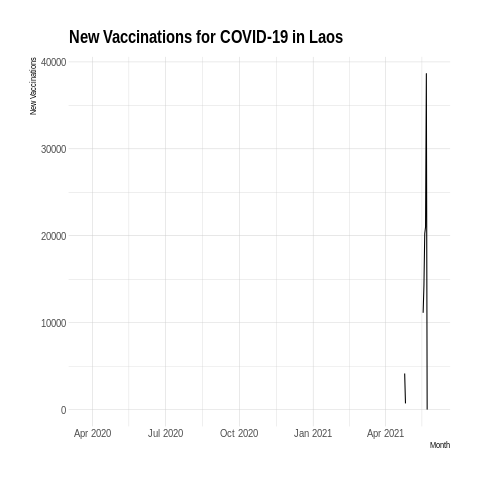 New Vaccinations for COVID-19 in Laos
New Vaccinations
40000
30000
20000
10000
0
Apr 2020 Jul 2020 Oct 2020 Jan 2021 Apr 2021
Month